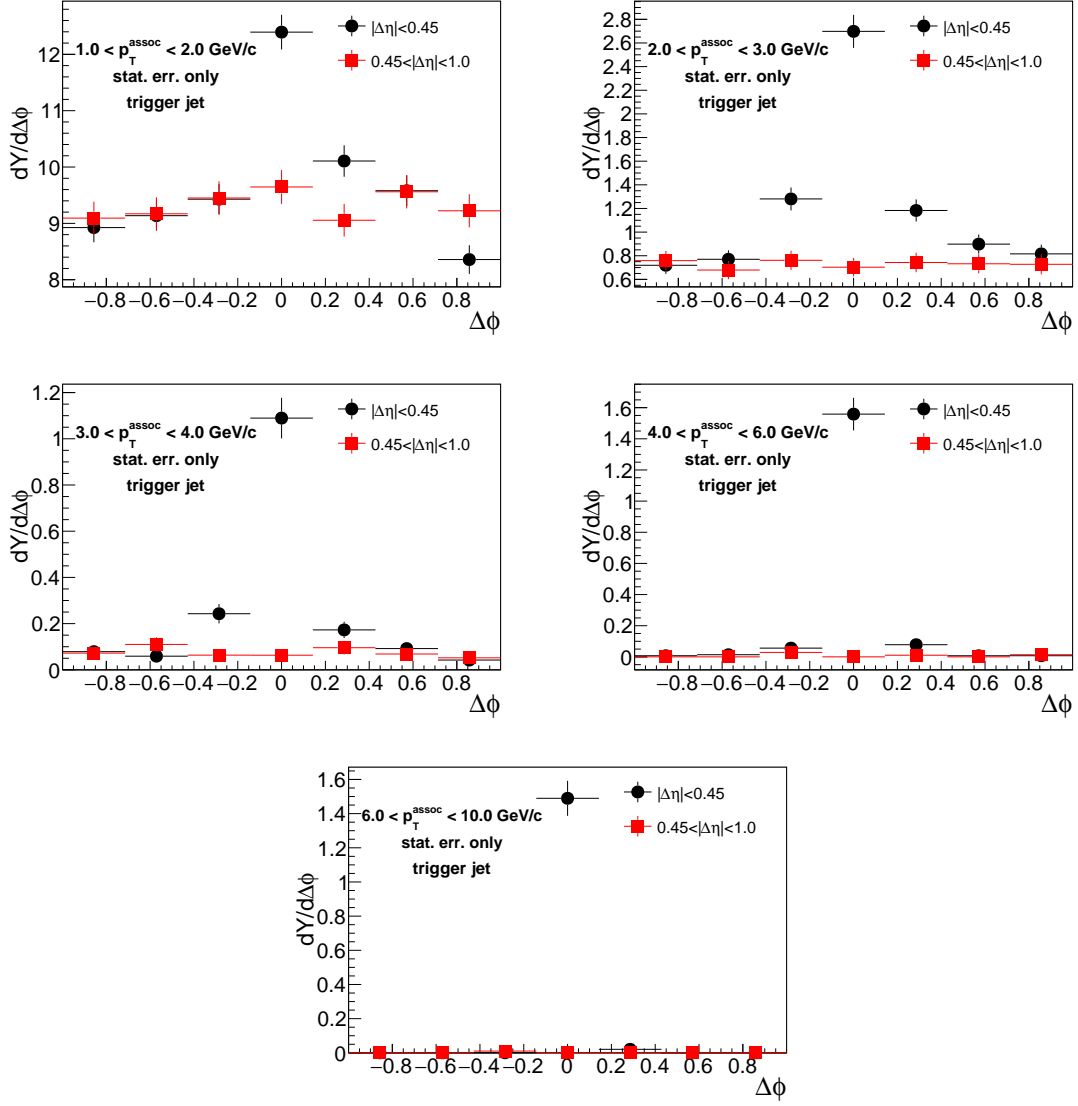 dY/dΔϕ
12
11
10
9
8
1.0 < p_T^assoc < 2.0 GeV/c
stat. err. only
trigger jet
|Δη|<0.45
0.45<|Δη|<1.0
−0.8 −0.6 −0.4 −0.2 0 0.2 0.4 0.6 0.8
Δϕ
dY/dΔϕ
2.8
2.6
2.4
2.2
2
1.8
1.6
1.4
1.2
1
0.8
0.6
2.0 < p_T^assoc < 3.0 GeV/c
stat. err. only
trigger jet
|Δη|<0.45
0.45<|Δη|<1.0
−0.8 −0.6 −0.4 −0.2 0 0.2 0.4 0.6 0.8
Δϕ
dY/dΔϕ
1.2
1
0.8
0.6
0.4
0.2
0
3.0 < p_T^assoc < 4.0 GeV/c
stat. err. only
trigger jet
|Δη|<0.45
0.45<|Δη|<1.0
−0.8 −0.6 −0.4 −0.2 0 0.2 0.4 0.6 0.8
Δϕ
dY/dΔϕ
1.6
1.4
1.2
1
0.8
0.6
0.4
0.2
0
4.0 < p_T^assoc < 6.0 GeV/c
stat. err. only
trigger jet
|Δη|<0.45
0.45<|Δη|<1.0
−0.8 −0.6 −0.4 −0.2 0 0.2 0.4 0.6 0.8
Δϕ
dY/dΔϕ
1.6
1.4
1.2
1
0.8
0.6
0.4
0.2
0
6.0 < p_T^assoc < 10.0 GeV/c
stat. err. only
trigger jet
|Δη|<0.45
0.45<|Δη|<1.0
−0.8 −0.6 −0.4 −0.2 0 0.2 0.4 0.6 0.8
Δϕ